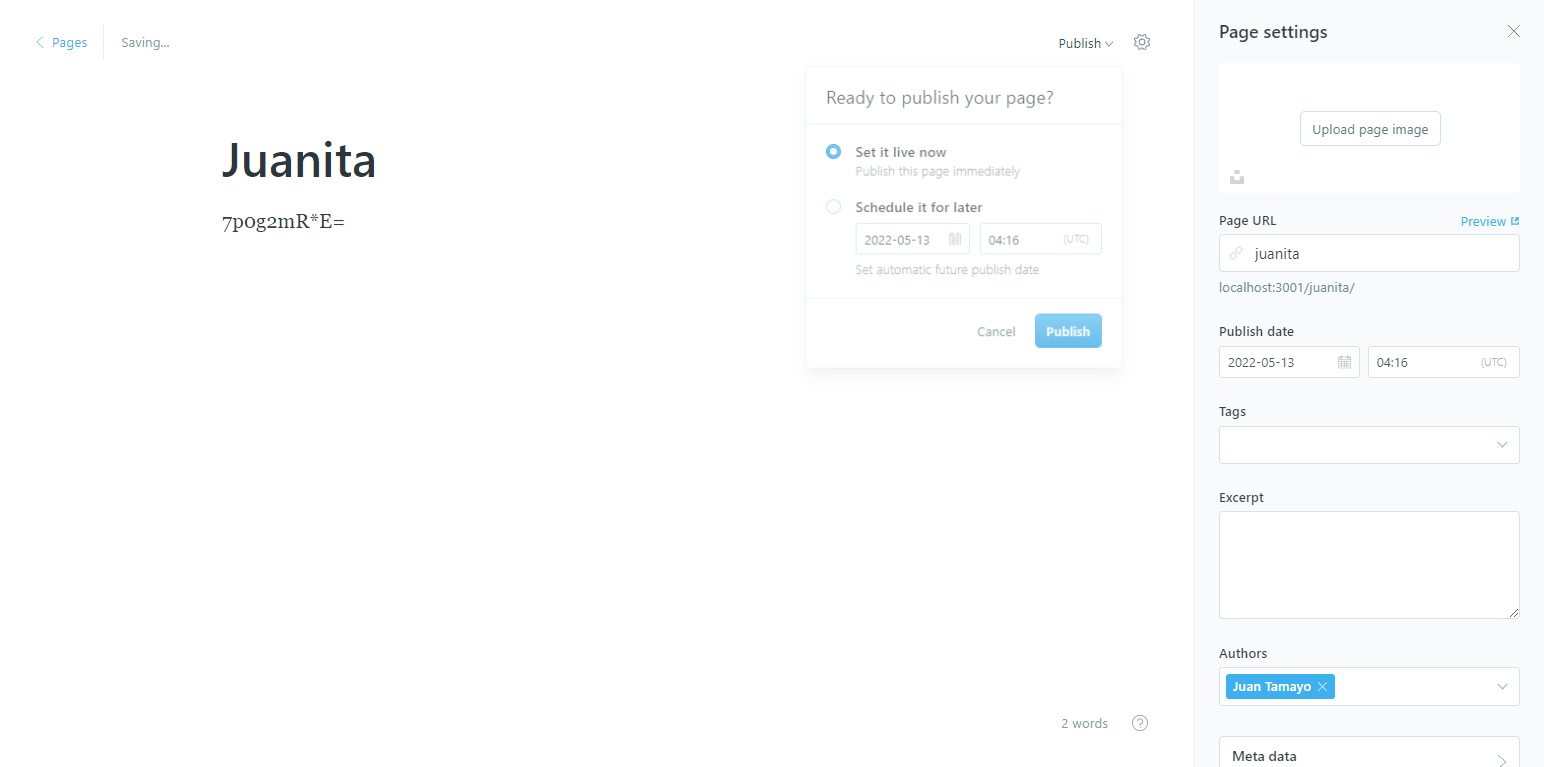 Pages
Saving...
Publish
Juanita
7p0g2mR*E=
Ready to publish your page?
Set it live now
Publish this page immediately
Schedule it for later
2022-05-13 04:16 (UTC)
Set automatic future publish date
Cancel Publish
2 words
?
Page settings
Upload page image
Page URL Preview
juanita
localhost:3001/juanita/
Publish date
2022-05-13 04:16 (UTC)
Tags
Excerpt
Authors
Juan Tamayo
Meta data